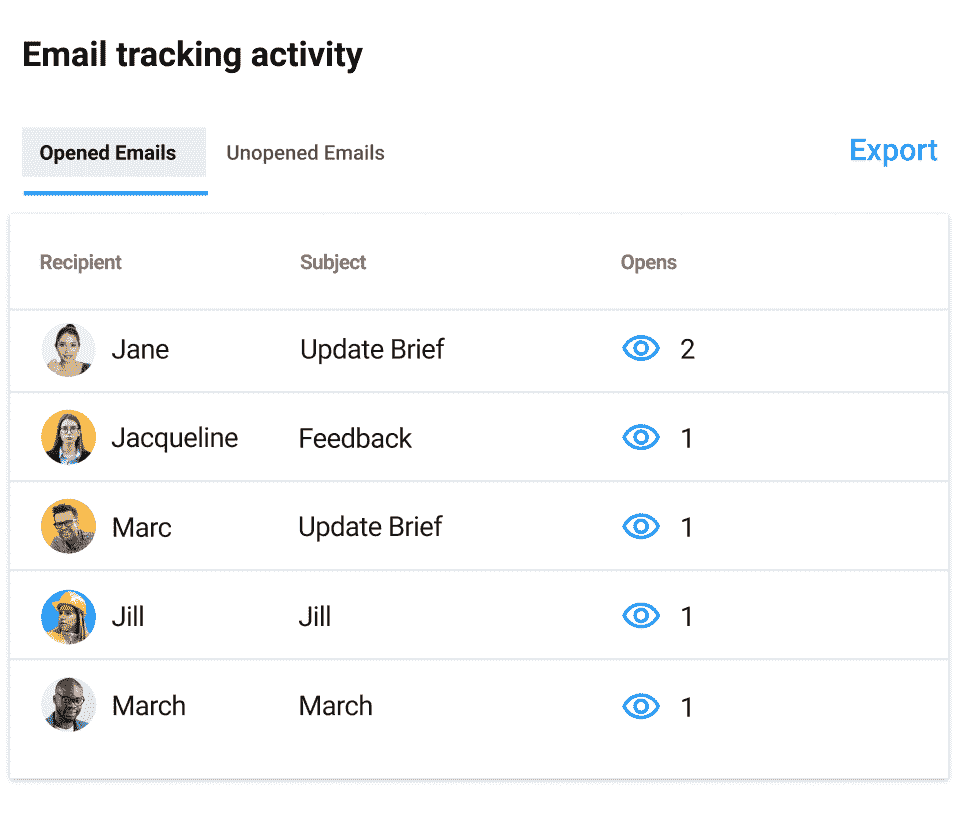 Email tracking activity
Opened Emails Unopened Emails Export
Recipient Subject Opens
Jane Update Brief 2
Jacqueline Feedback 1
Marc Update Brief 1
Jill Jill 1
March March 1